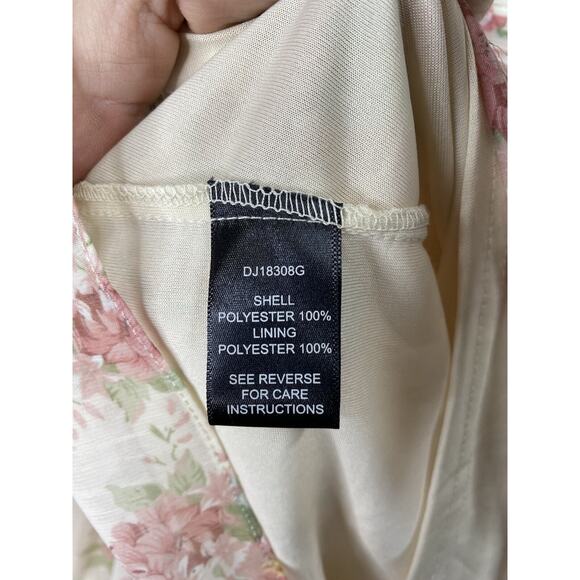 DJ18308G
SHELL
POLYESTER 100%
LINING
POLYESTER 100%
SEE REVERSE
FOR CARE
INSTRUCTIONS